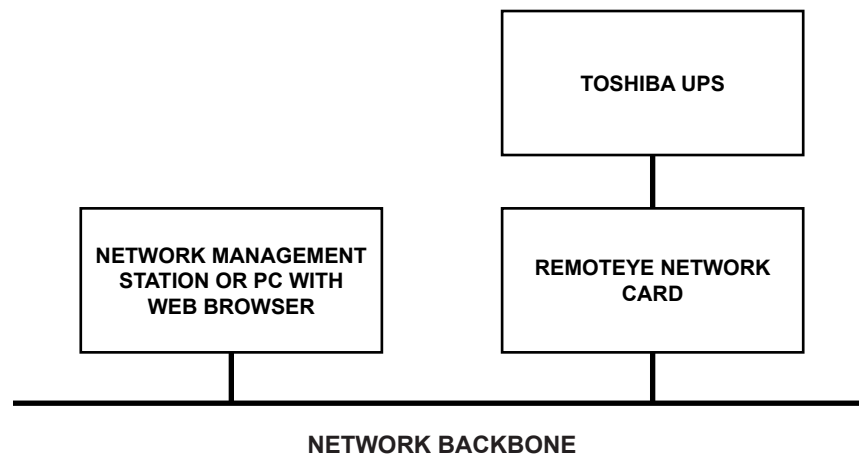 TOSHIBA UPS
NETWORK MANAGEMENT
STATION OR PC WITH
WEB BROWSER
REMOTEYE NETWORK
CARD
NETWORK BACKBONE